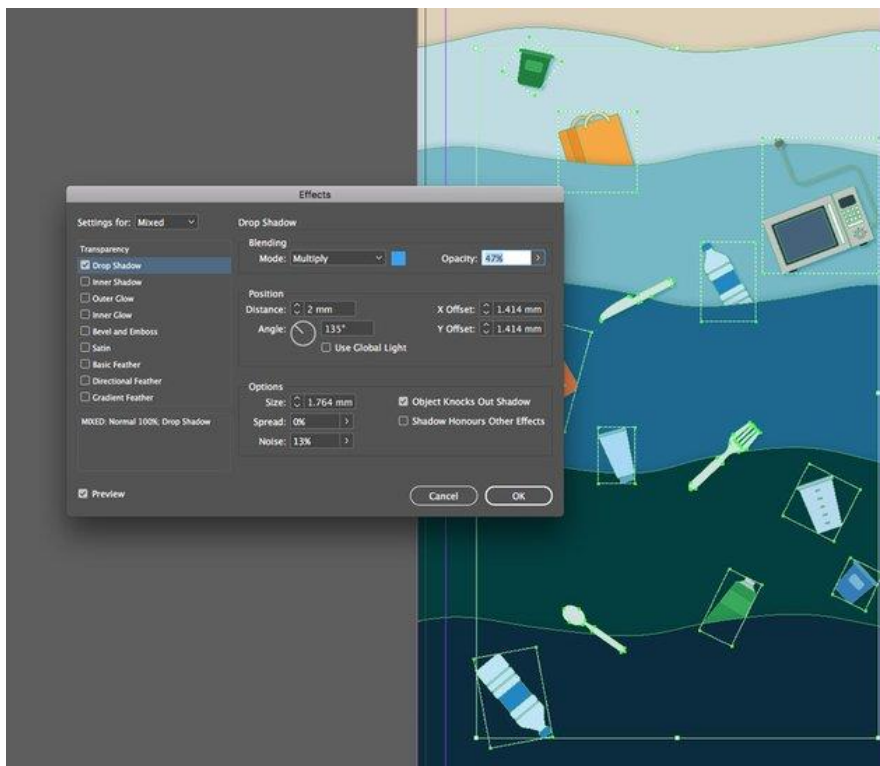 Effects
Settings for: Mixed
Drop Shadow
Transparency
Drop Shadow
Inner Shadow
Outer Glow
Inner Glow
Bevel and Emboss
Satin
Basic Feather
Directional Feather
Gradient Feather
MIXED: Normal 100%; Drop Shadow
Preview
Blending
Mode: Multiply Opacity: 47%
Position
Distance: 2 mm X Offset: 1.414 mm
Angle: 135° Y Offset: 1.414 mm
Use Global Light
Options
Size: 1.764 mm Object Knocks Out Shadow
Spread: 0% Shadow Honours Other Effects
Noise: 13%
Cancel OK